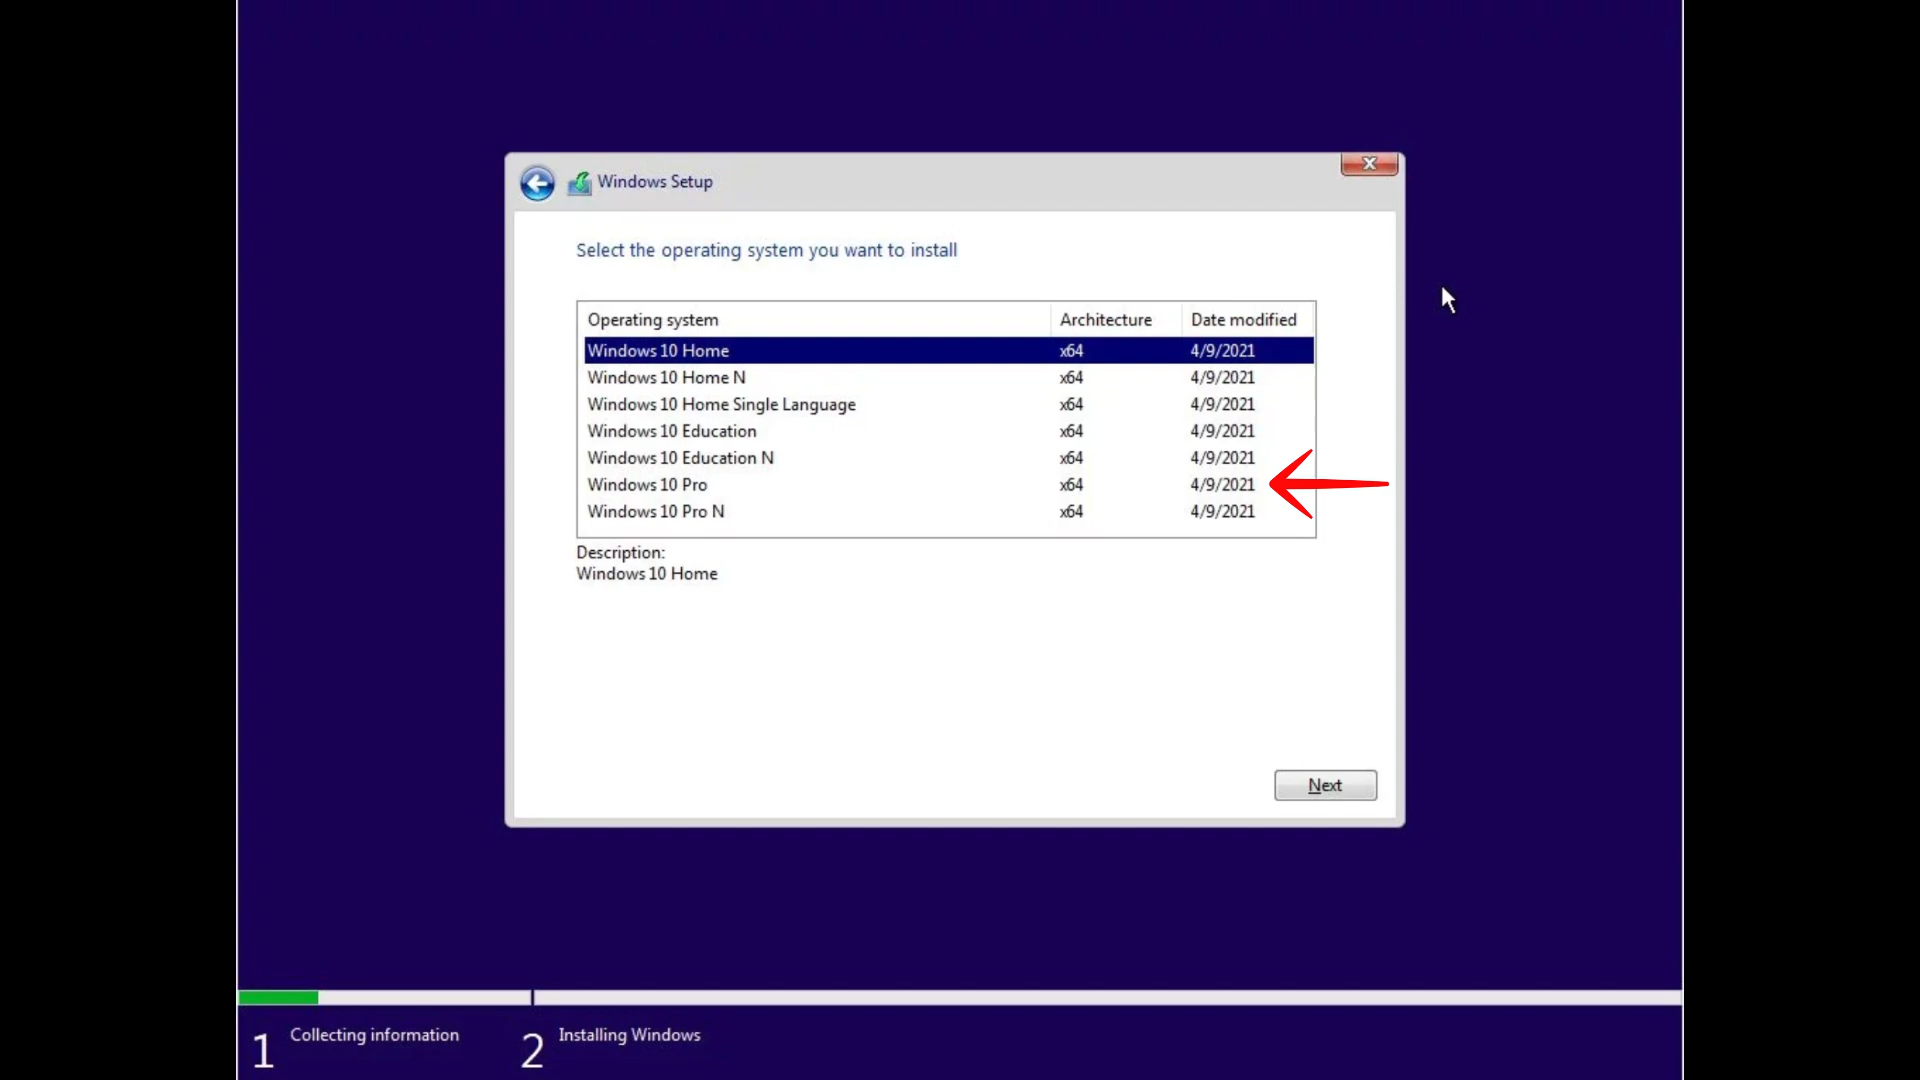 Windows Setup
X
Select the operating system you want to install
Operating system Architecture Date modified
Windows 10 Home x64 4/9/2021
Windows 10 Home N x64 4/9/2021
Windows 10 Home Single Language x64 4/9/2021
Windows 10 Education x64 4/9/2021
Windows 10 Education N x64 4/9/2021
Windows 10 Pro x64 4/9/2021
Windows 10 Pro N x64 4/9/2021
Description:
Windows 10 Home
Next
1 Collecting information 2 Installing Windows